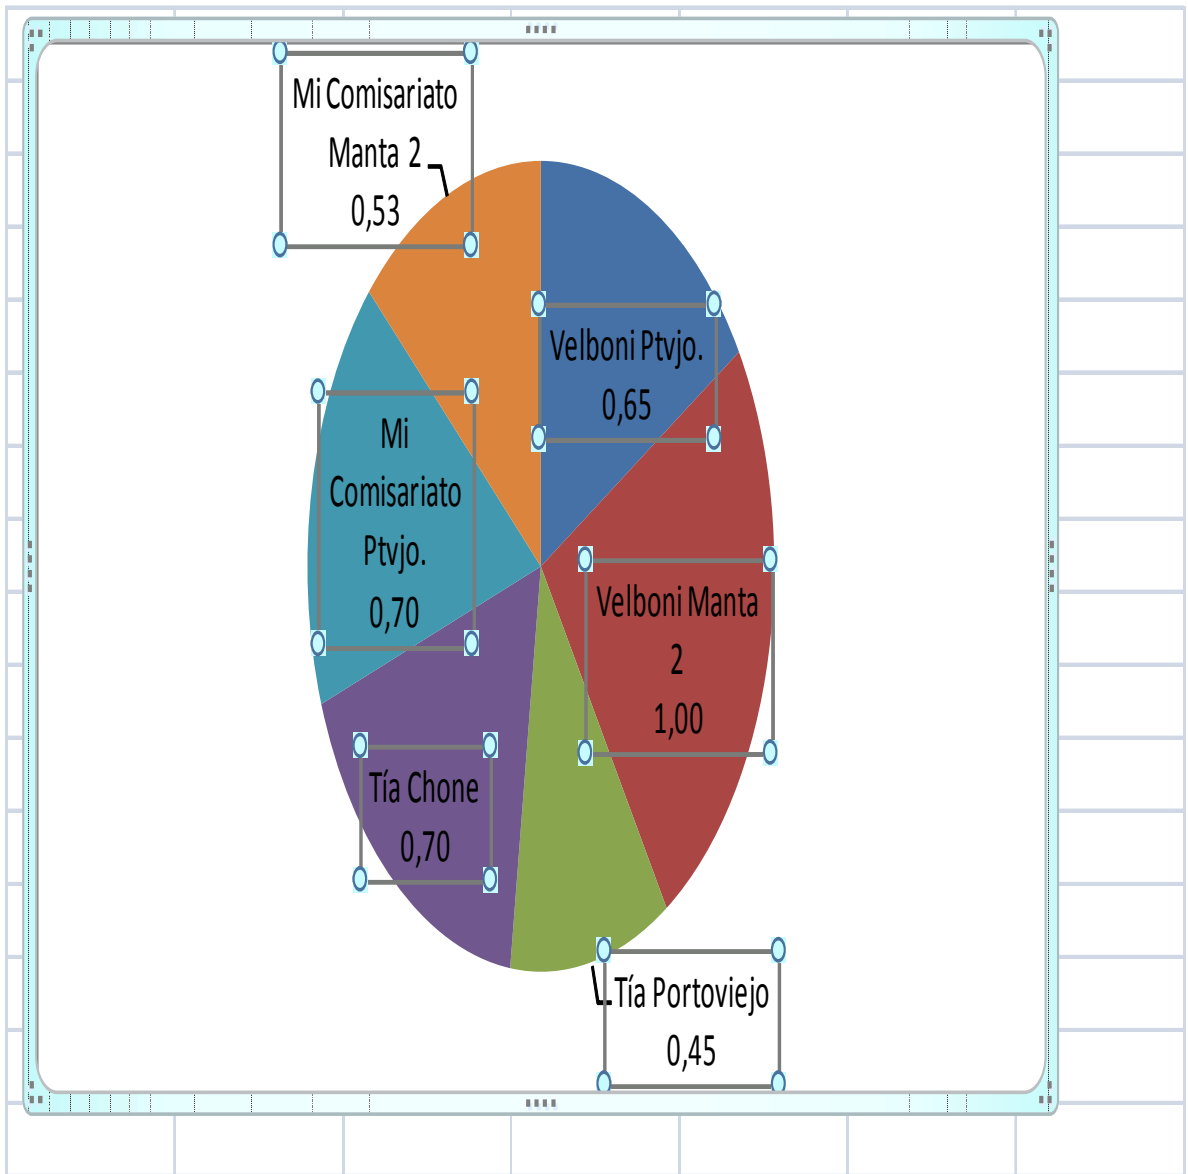 Mi Comisariato
Manta 2
0,53
Velboni Ptvjo.
0,65
Mi
Comisariato
Ptvjo.
0,70
Velboni Manta
2
1,00
Tía Chone
0,70
Tía Portoviejo
0,45